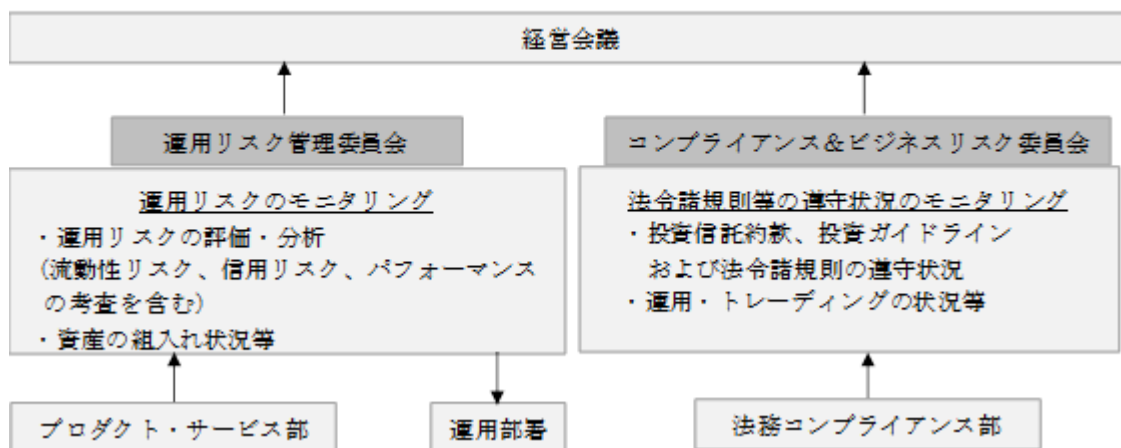 経営会議
運用リスク管理委員会
運用リスクのモニタリング
・運用リスクの評価・分析
(流動性リスク、信用リスク、パフォーマンス
の考査を含む)
・資産の組入れ状況等
プロダクト・サービス部
運用部署
コンプライアンス＆ビジネスリスク委員会
法令諸規則等の遵守状況のモニタリング
・投資信託約款、投資ガイドライン
および法令諸規則の遵守状況
・運用・トレーディングの状況等
法務コンプライアンス部